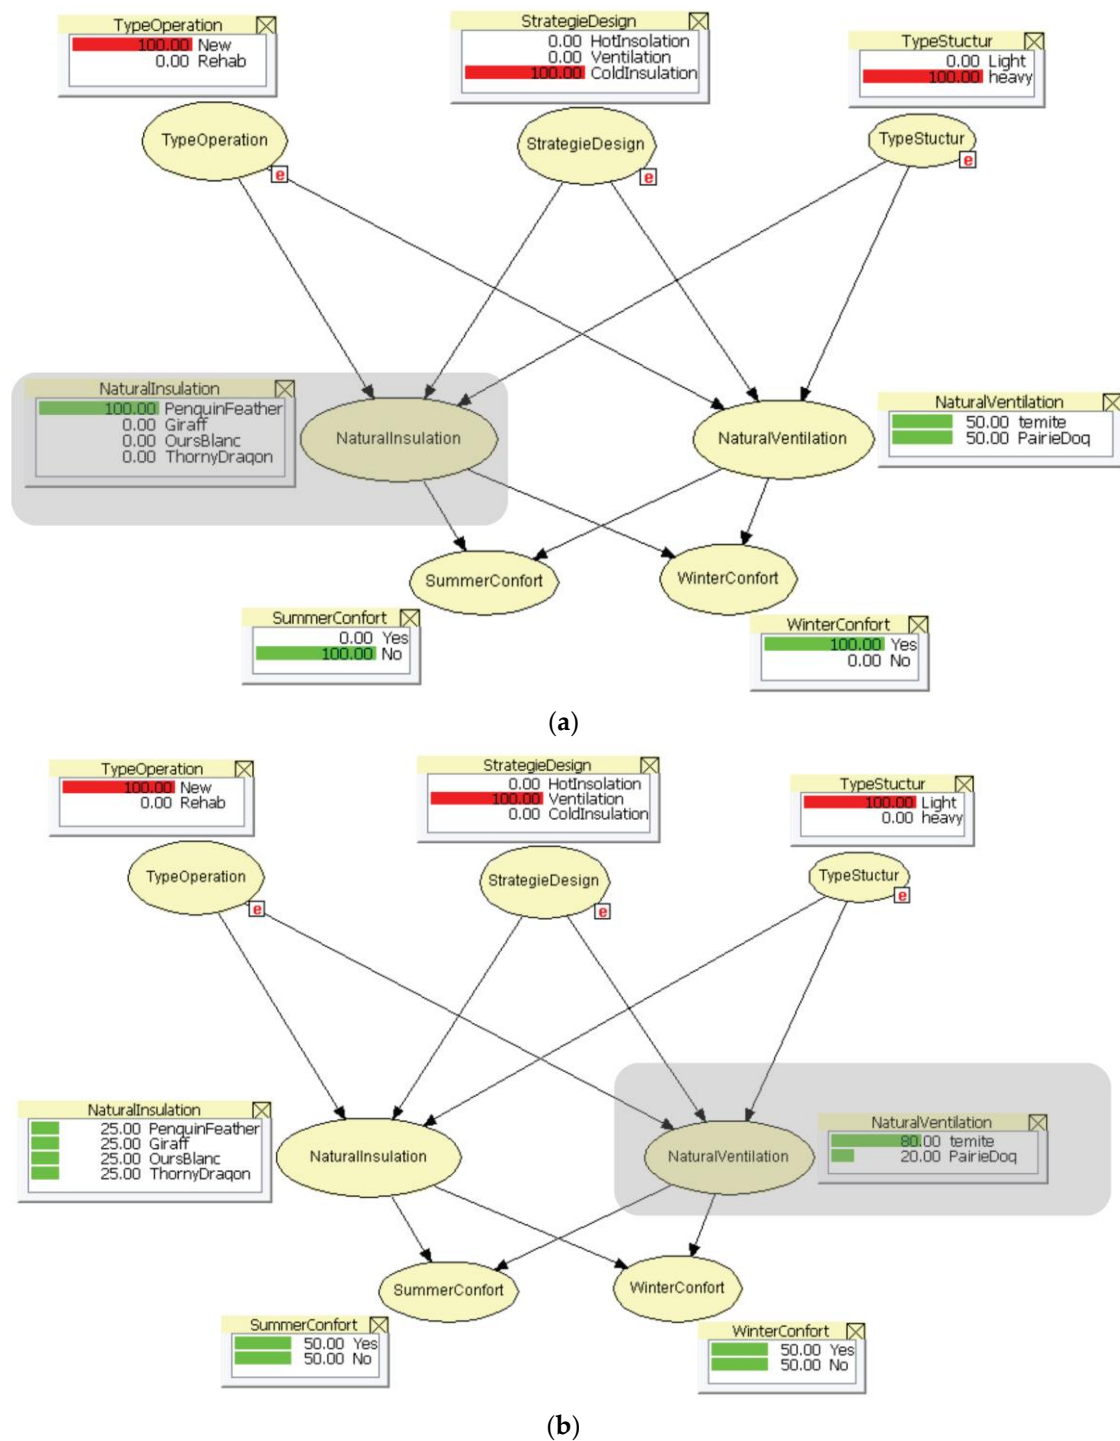 TypeOperation
100.00 New
0.00 Rehab
StrategieDesign
0.00 HotInsolation
0.00 Ventilation
100.00 ColdInsulation
TypeStuctur
0.00 Light
100.00 heavy
TypeOperation
e
StrategieDesign
e
TypeStuctur
e
NaturalInsulation
100.00 PenquinFeather
0.00 Giraff
0.00 OursBlanc
0.00 ThornyDraqon
NaturalInsulation
NaturalVentilation
NaturalVentilation
50.00 temite
50.00 PairieDoq
SummerConfort
WinterConfort
SummerConfort
0.00 Yes
100.00 No
WinterConfort
100.00 Yes
0.00 No
(a)
TypeOperation
100.00 New
0.00 Rehab
StrategieDesign
0.00 HotInsolation
100.00 Ventilation
0.00 ColdInsulation
TypeStuctur
100.00 Light
0.00 heavy
TypeOperation
e
StrategieDesign
e
TypeStuctur
e
NaturalInsulation
25.00 PenquinFeather
25.00 Giraff
25.00 OursBlanc
25.00 ThornyDraqon
NaturalInsulation
NaturalVentilation
NaturalVentilation
80.00 temite
20.00 PairieDoq
SummerConfort
WinterConfort
SummerConfort
50.00 Yes
50.00 No
WinterConfort
50.00 Yes
50.00 No
(b)